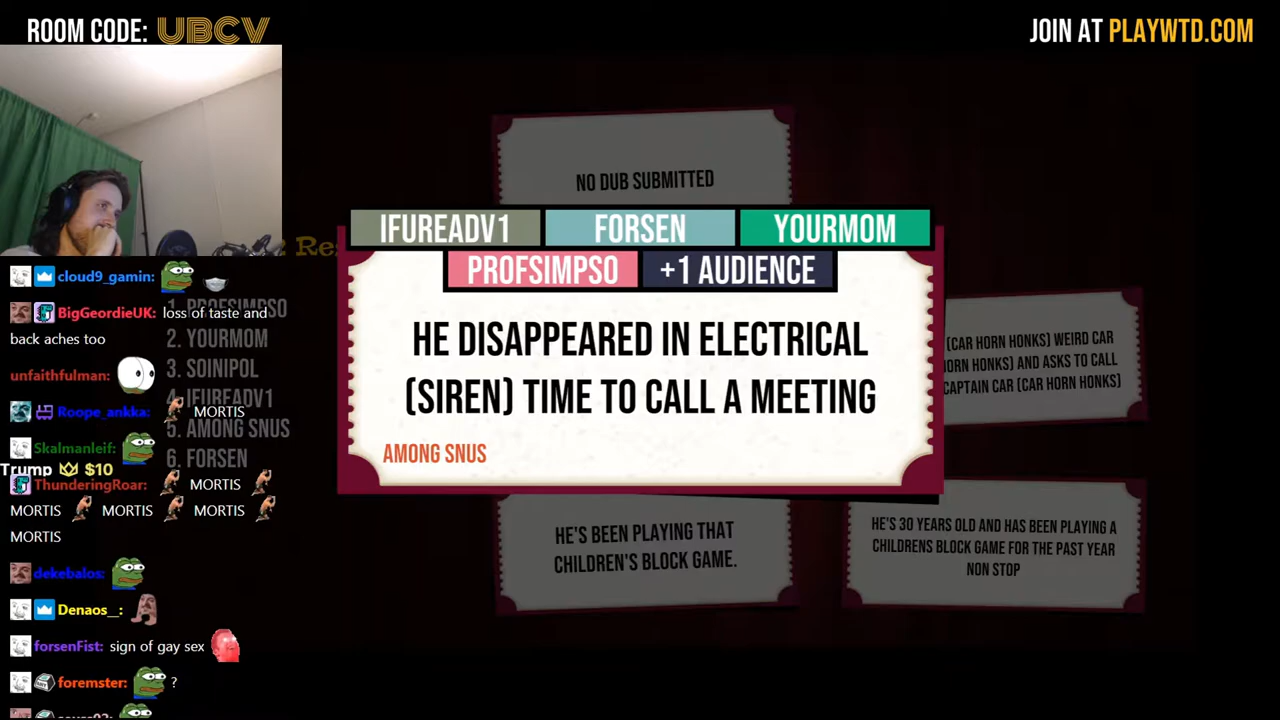 ROOM CODE: UBCV
JOIN AT PLAYWTD.COM
NO DUB SUBMITTED
IFUREADV1
FORSEN
YOURMOM
PROFSIMPSO
+1 AUDIENCE
HE DISAPPEARED IN ELECTRICAL
(SIREN) TIME TO CALL A MEETING
AMONG SNUS
(CAR HORN HONKS) WEIRD CAR
HORN HONKS) AND ASKS TO CALL
CAPTAIN CAR (CAR HORN HONKS)
HE'S BEEN PLAYING THAT
CHILDREN'S BLOCK GAME.
HE'S 30 YEARS OLD AND HAS BEEN PLAYING A
CHILDRENS BLOCK GAME FOR THE PAST YEAR
NON STOP
1. PROFSIMPSO
2. YOURMOM
3. SOINIPOL
4. IFUREADV1
5. AMONG SNUS
6. FORSEN
cloud9_gamin:
BigGeordieUK: loss of taste and
back aches too
unfaithfulman:
Roope_ankka: MORTIS
Skalmanleif:
Trump $10
ThunderingRoar: MORTIS
MORTIS MORTIS MORTIS
MORTIS
dekebalos:
Denaos__:
forsenFist: sign of gay sex
foremster: ?